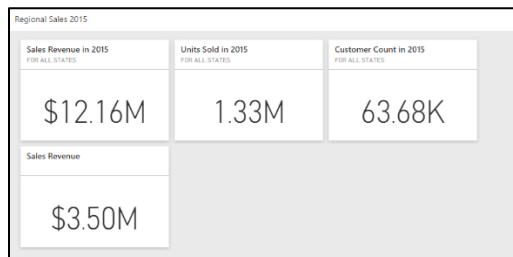 Regional Sales 2015
Sales Revenue in 2015
FOR ALL STATES
$12.16M
Units Sold in 2015
FOR ALL STATES
1.33M
Customer Count in 2015
FOR ALL STATES
63.68K
Sales Revenue
$3.50M